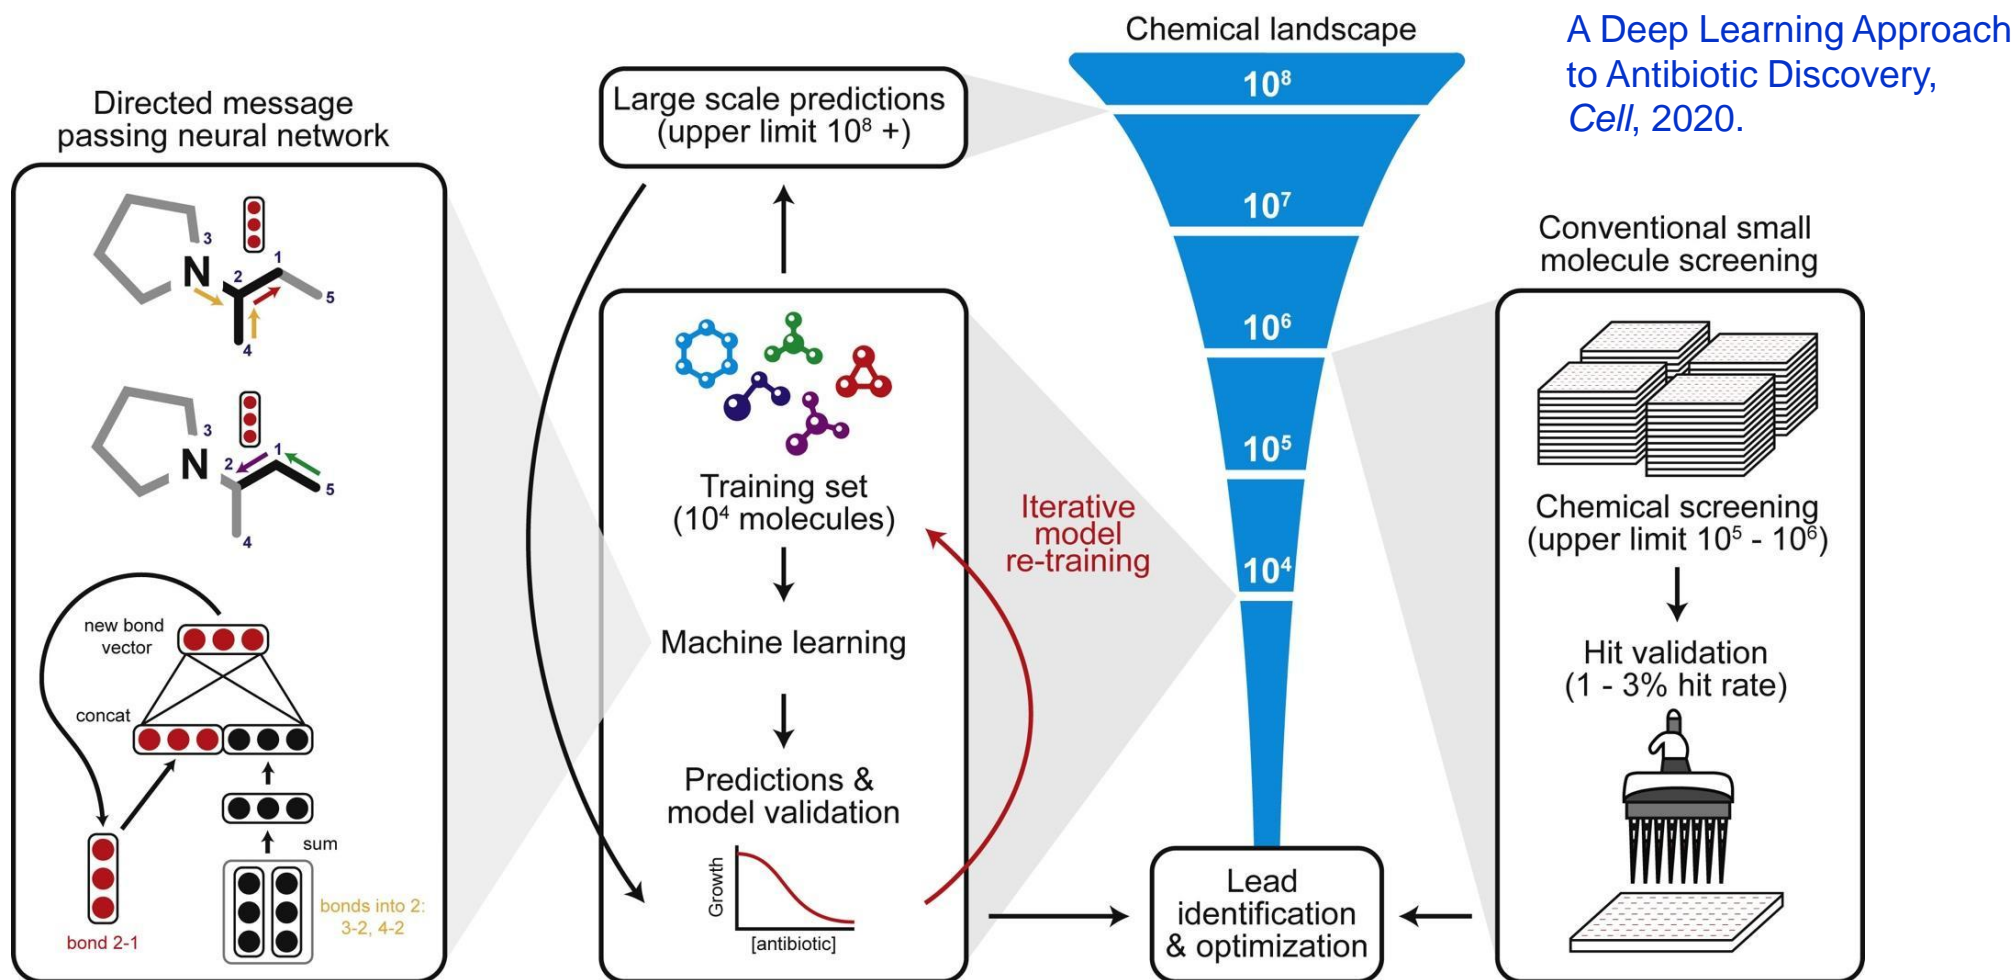 Directed message
passing neural network
3
N
2
1
5
4
3
N
2
1
5
4
new bond
vector
concat
sum
bond 2-1
bonds into 2:
3-2, 4-2
Large scale predictions
(upper limit 10⁸ +)
Training set
(10⁴ molecules)
Machine learning
Predictions &
model validation
Growth
[antibiotic]
Iterative
model
re-training
Chemical landscape
10⁸
10⁷
10⁶
10⁵
10⁴
Lead
identification
& optimization
A Deep Learning Approach
to Antibiotic Discovery,
Cell, 2020.
Conventional small
molecule screening
Chemical screening
(upper limit 10⁵ - 10⁶)
Hit validation
(1 - 3% hit rate)